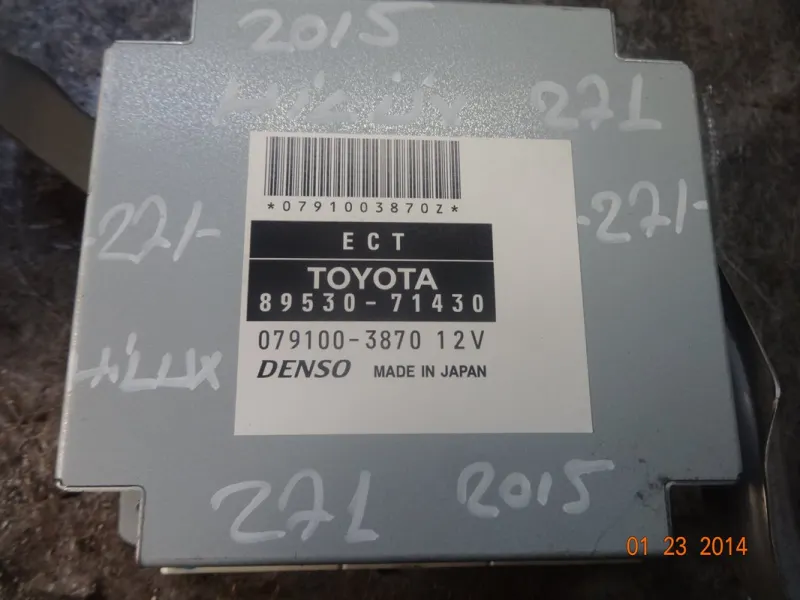 2015
HiLUX 271
*0791003870Z*
-271-
-271-
ECT
TOYOTA
89530-71430
079100-3870 12V
DENSO MADE IN JAPAN
HiLUX
271 2015
01 23 2014